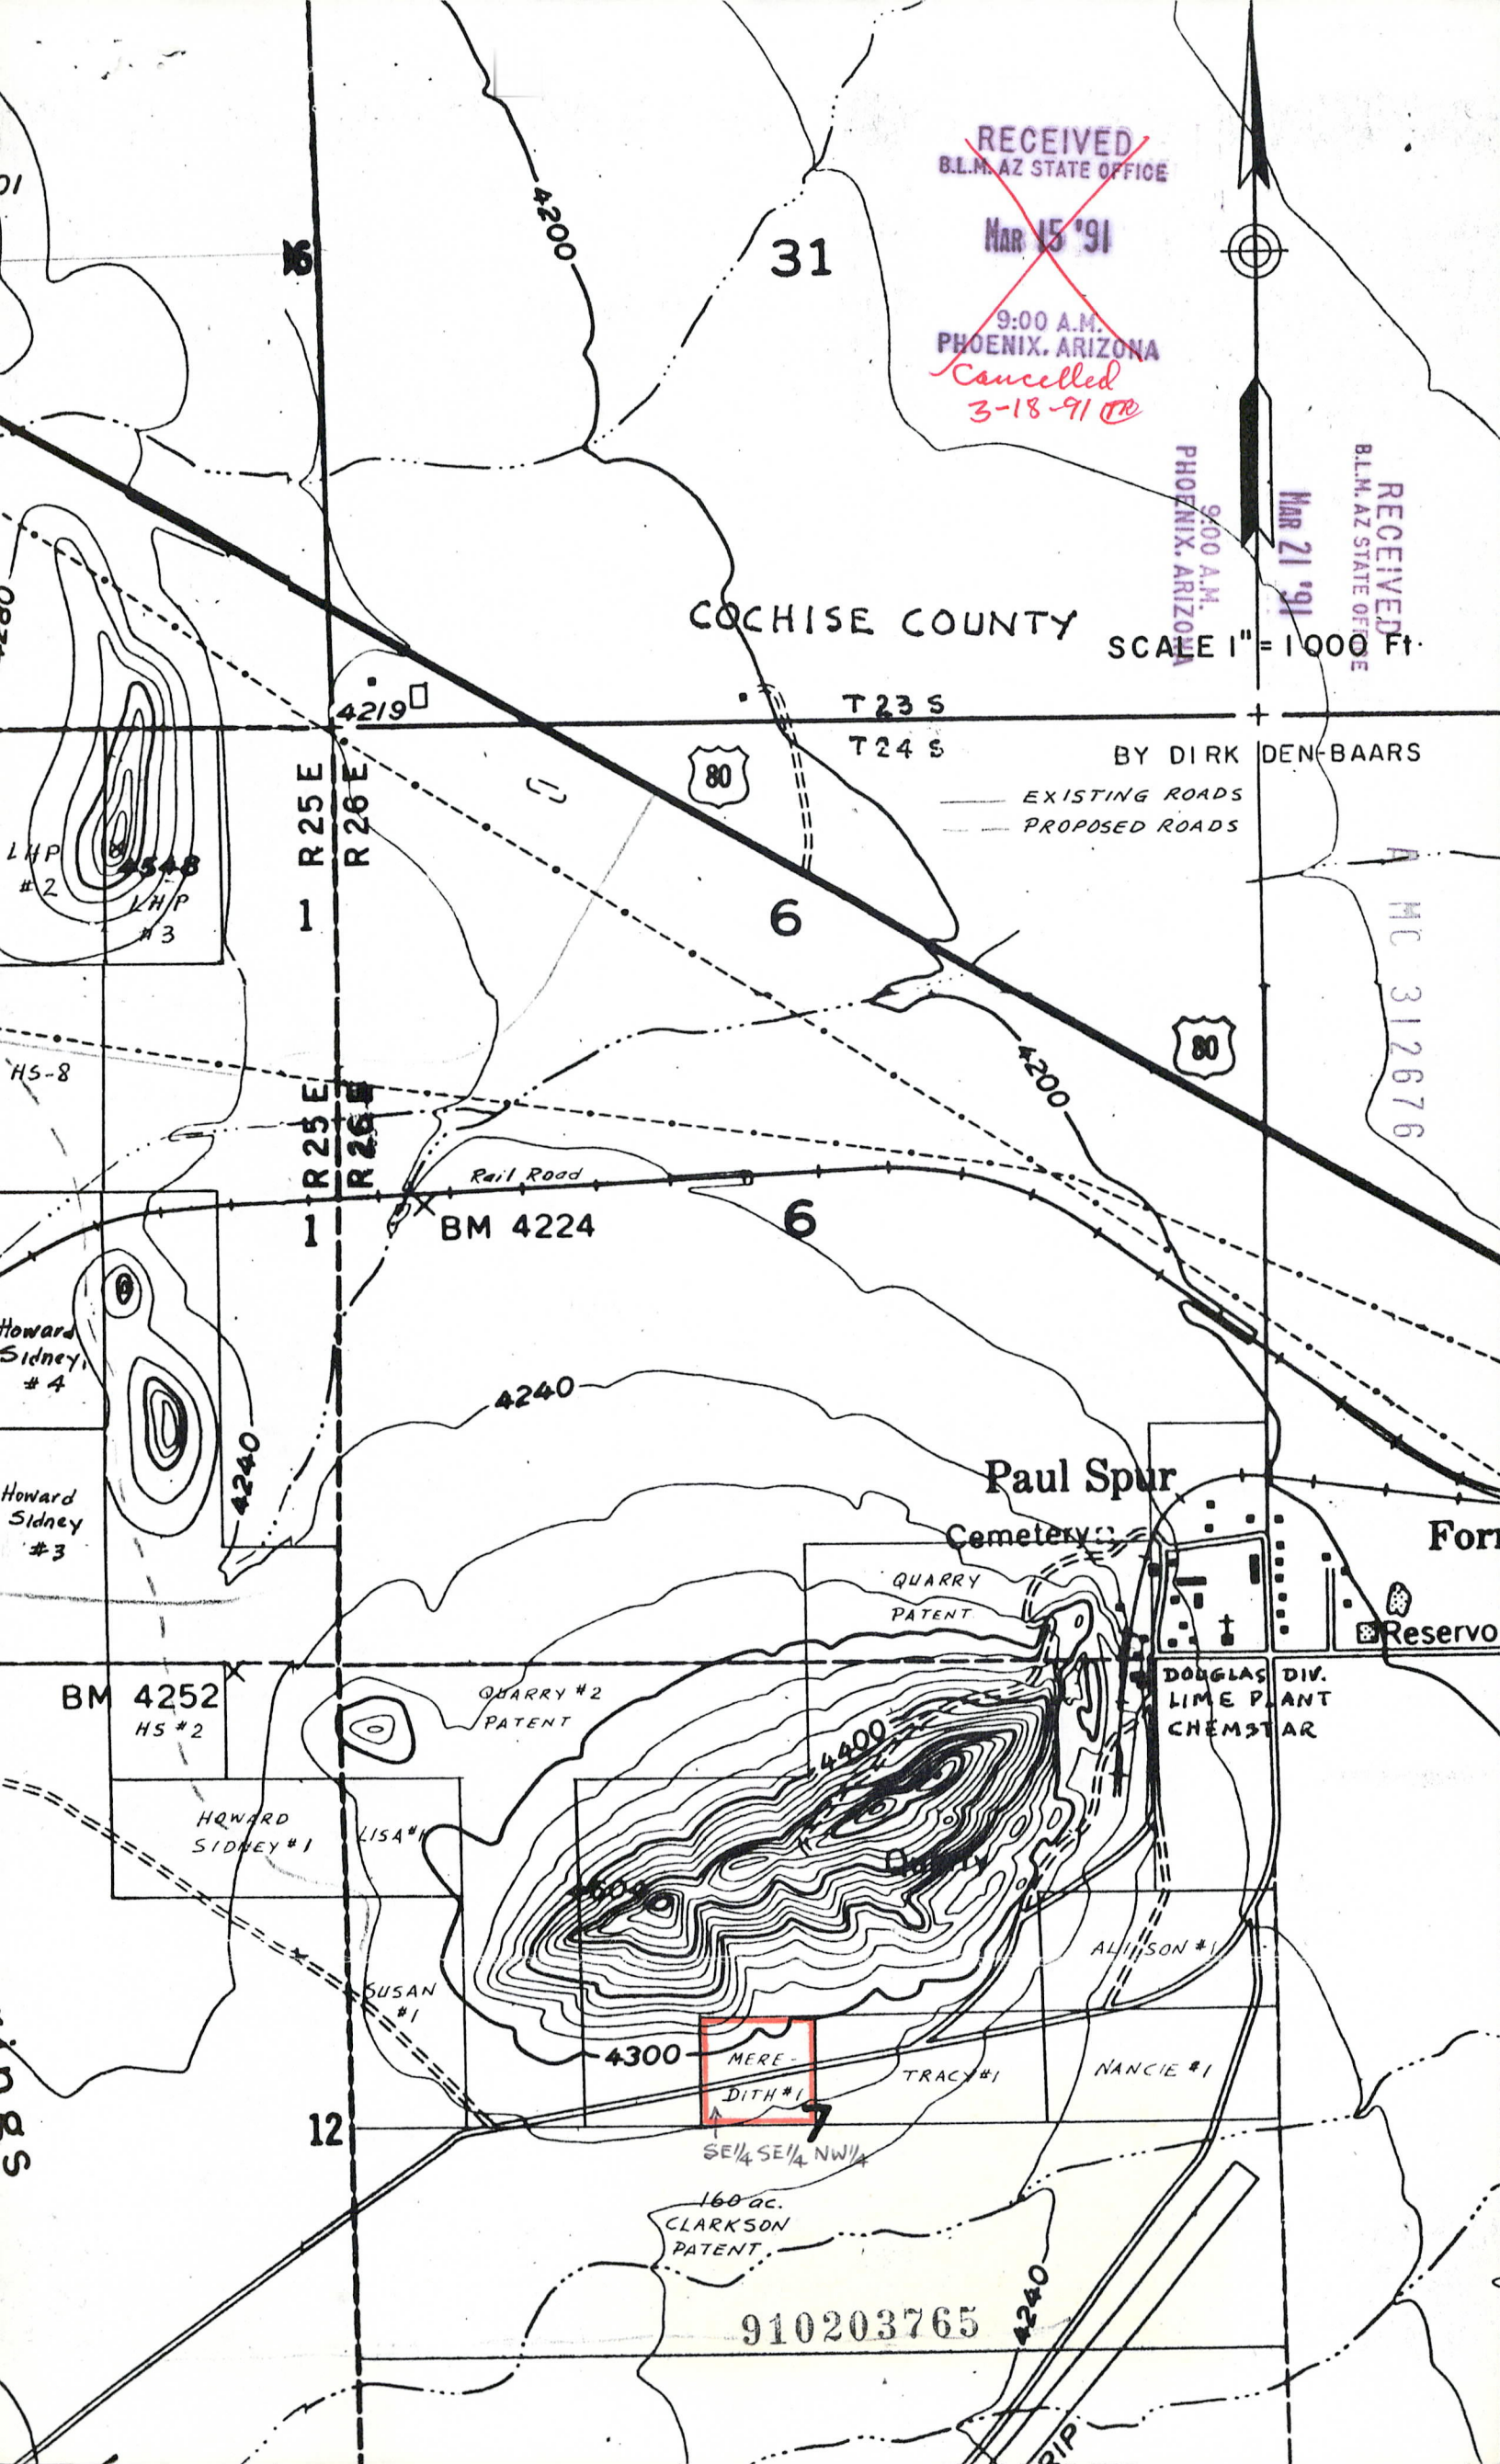 RECEIVED
B.L.M. AZ STATE OFFICE
MAR 15 '91
9:00 A.M.
PHOENIX, ARIZONA
Cancelled
3-18-91
4200
31
RECEIVED
B.L.M. AZ STATE OFFICE
MAR 21 '91
9:00 A.M.
PHOENIX, ARIZONA
COCHISE COUNTY
SCALE 1" = 1000 Ft.
4219
T 23 S
T 24 S
BY DIRK DEN-BAARS
EXISTING ROADS
PROPOSED ROADS
80
R 25 E
R 26 E
LHP
#2
4548
LHP
#3
1
6
A MC 312676
80
4200
HS-8
R 25 E
R 26 E
Rail Road
BM 4224
1
6
Howard
Sidney
#4
4240
4240
Howard
Sidney
#3
Paul Spur
Cemetery
QUARRY
PATENT
Reservo
BM 4252
HS #2
QUARRY #2
PATENT
DOUGLAS DIV.
LIME PLANT
CHEMSTAR
4400
HOWARD
SIDNEY #1
LISA #1
Quarry
SUSAN
#1
ALLISON #1
4300
MERE-
DITH #1
TRACY #1
NANCIE #1
12
7
SE¼ SE¼ NW¼
160 ac.
CLARKSON
PATENT
4240
910203765
RIP